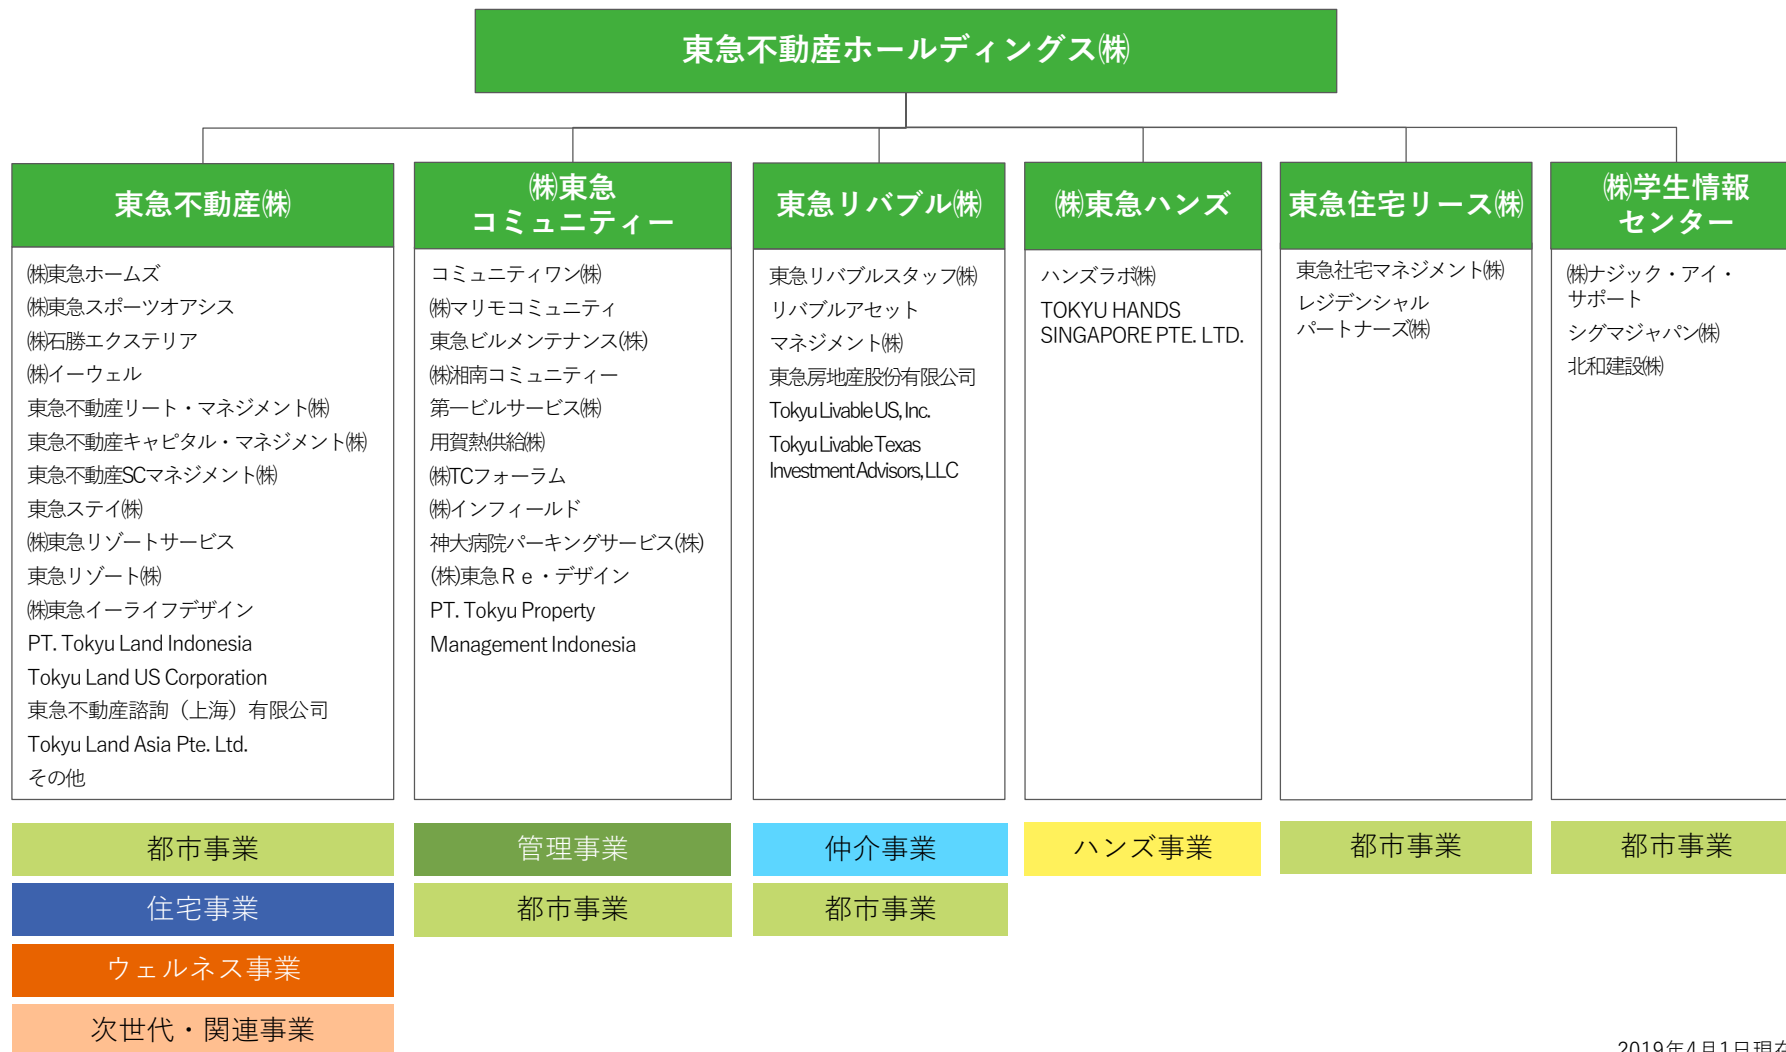 東急不動産ホールディングス㈱
東急不動産㈱
㈱東急ホームズ
㈱東急スポーツオアシス
㈱石勝エクステリア
㈱イーウェル
東急不動産リート・マネジメント㈱
東急不動産キャピタル・マネジメント㈱
東急不動産SCマネジメント㈱
東急ステイ㈱
㈱東急リゾートサービス
東急リゾート㈱
㈱東急イーライフデザイン
PT. Tokyu Land Indonesia
Tokyu Land US Corporation
東急不動産諮詢（上海）有限公司
Tokyu Land Asia Pte. Ltd.
その他
都市事業
住宅事業
ウェルネス事業
次世代・関連事業
㈱東急
コミュニティー
コミュニティワン㈱
㈱マリモコミュニティ
東急ビルメンテナンス(株)
㈱湘南コミュニティー
第一ビルサービス㈱
用賀熱供給㈱
㈱TCフォーラム
㈱インフィールド
神大病院パーキングサービス(株)
(株)東急Ｒｅ・デザイン
PT. Tokyu Property
Management Indonesia
管理事業
都市事業
東急リバブル㈱
東急リバブルスタッフ㈱
リバブルアセット
マネジメント㈱
東急房地産股份有限公司
Tokyu Livable US, Inc.
Tokyu Livable Texas
Investment Advisors, LLC
仲介事業
都市事業
㈱東急ハンズ
ハンズラボ㈱
TOKYU HANDS
SINGAPORE PTE. LTD.
ハンズ事業
東急住宅リース㈱
東急社宅マネジメント㈱
レジデンシャル
パートナーズ㈱
都市事業
㈱学生情報
センター
㈱ナジック・アイ・
サポート
シグマジャパン㈱
北和建設㈱
都市事業
2019年4月1日現在